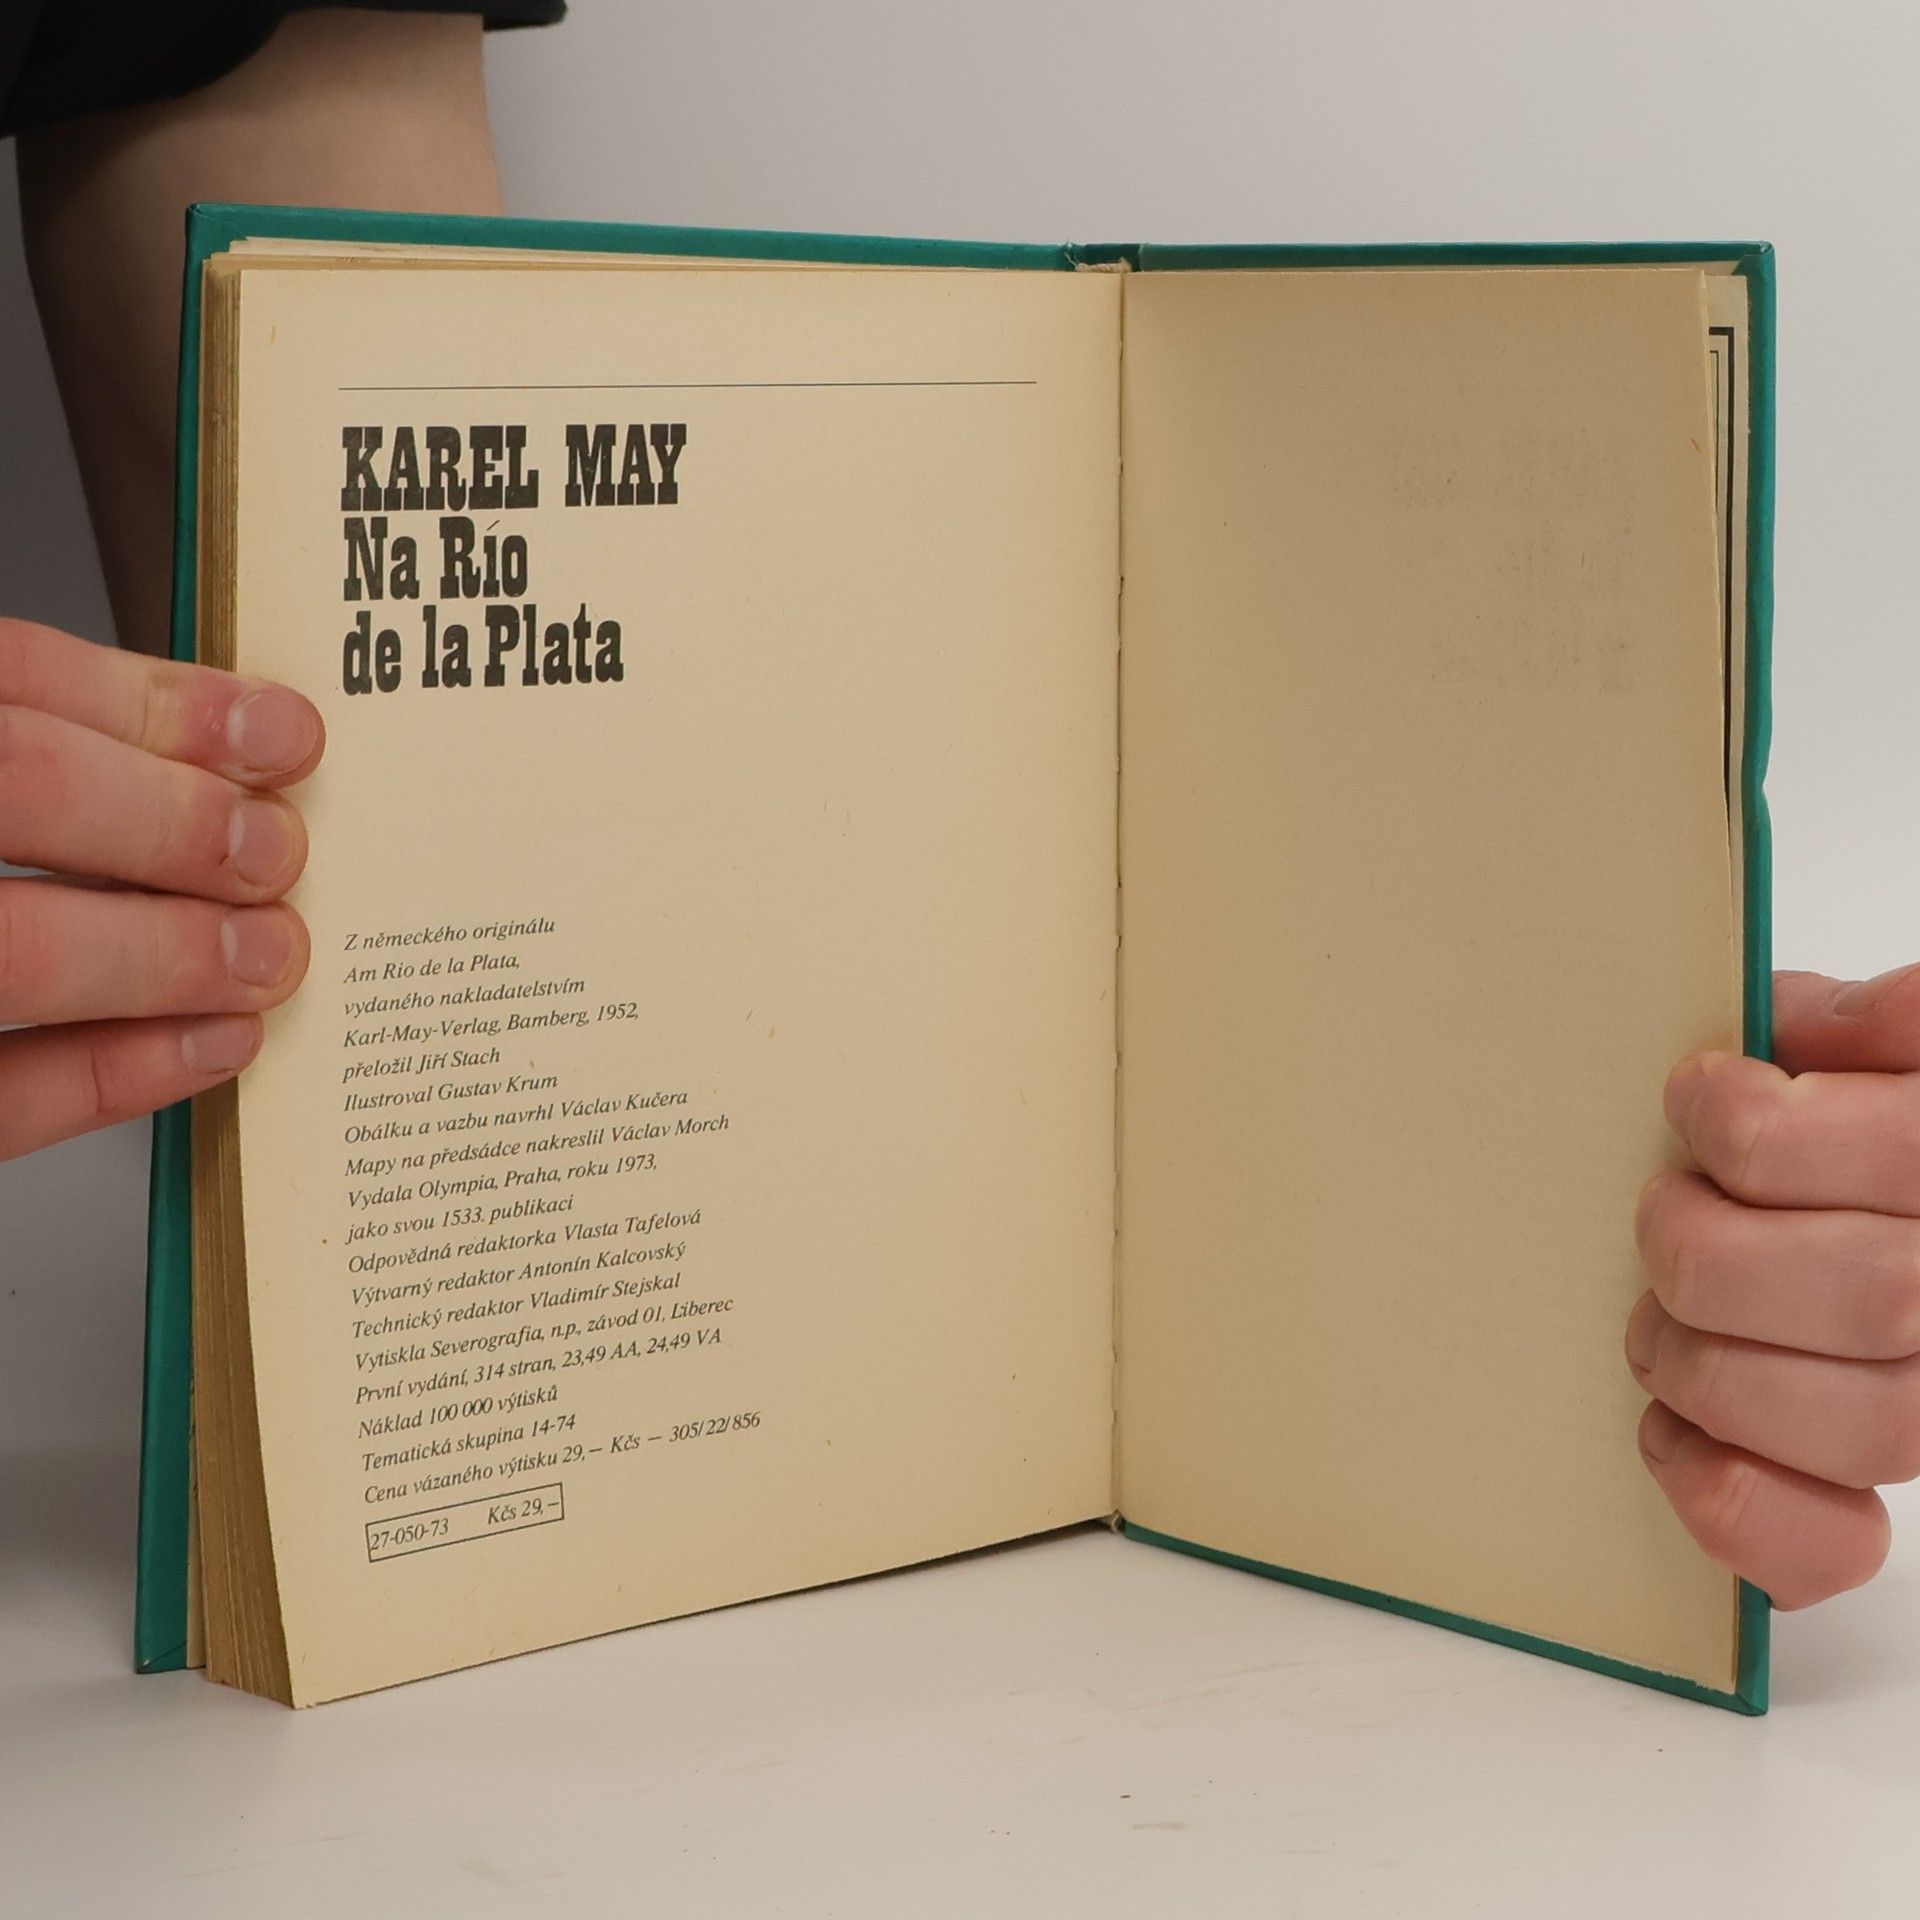 KAREL MAY
Na Río
de la Plata
Z německého originálu
Am Rio de la Plata,
vydaného nakladatelstvím
Karl-May-Verlag, Bamberg, 1952,
přeložil Jiří Stach
Ilustroval Gustav Krum
Obálku a vazbu navrhl Václav Kučera
Mapy na předsádce nakreslil Václav Morch
Vydala Olympia, Praha, roku 1973,
jako svou 1533. publikaci
Odpovědná redaktorka Vlasta Tafelová
Výtvarný redaktor Antonín Kalcovský
Technický redaktor Vladimír Stejskal
Vytiskla Severografia, n.p., závod 01, Liberec
První vydání, 314 stran, 23,49 AA, 24,49 VA
Náklad 100 000 výtisků
Tematická skupina 14-74
Cena vázaného výtisku 29,— Kčs — 305/22/856
27-050-73 Kčs 29,—